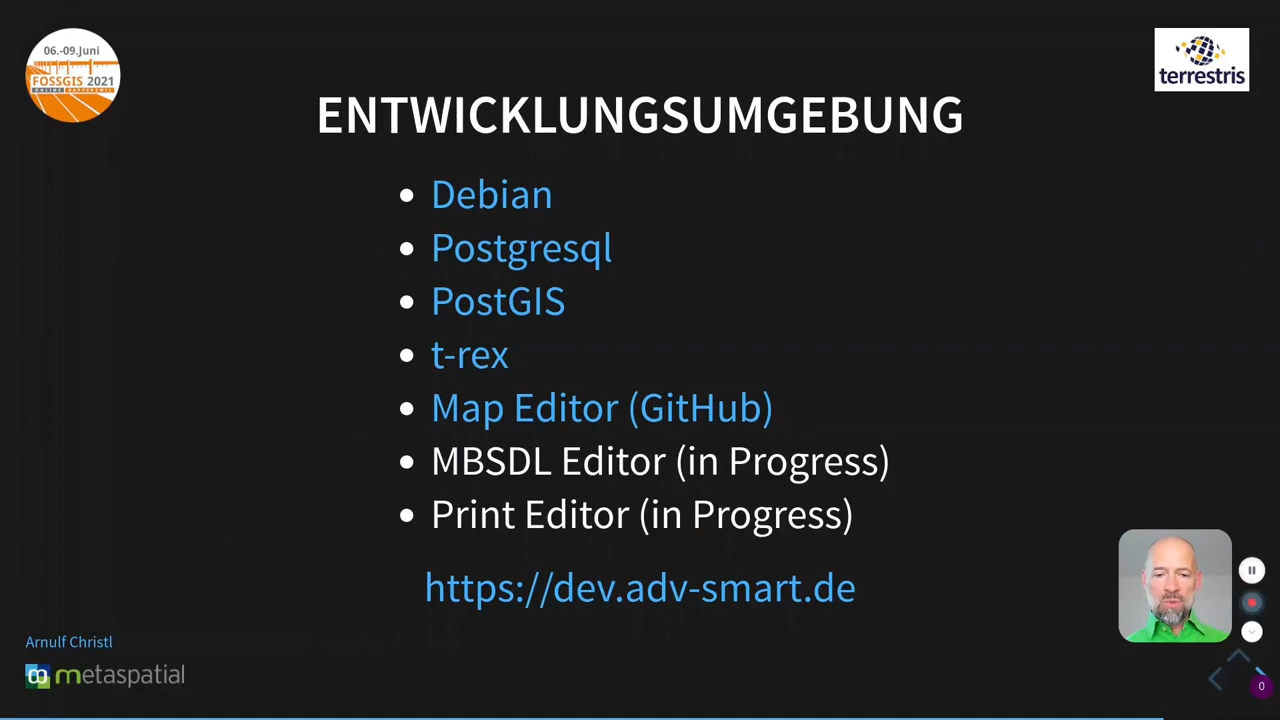 06.-09.Juni
FOSSGIS 2021
terrestris
ENTWICKLUNGSUMGEBUNG
Debian
Postgresql
PostGIS
t-rex
Map Editor (GitHub)
MBSDL Editor (in Progress)
Print Editor (in Progress)
https://dev.adv-smart.de
Arnulf Christl
metaspatial
0